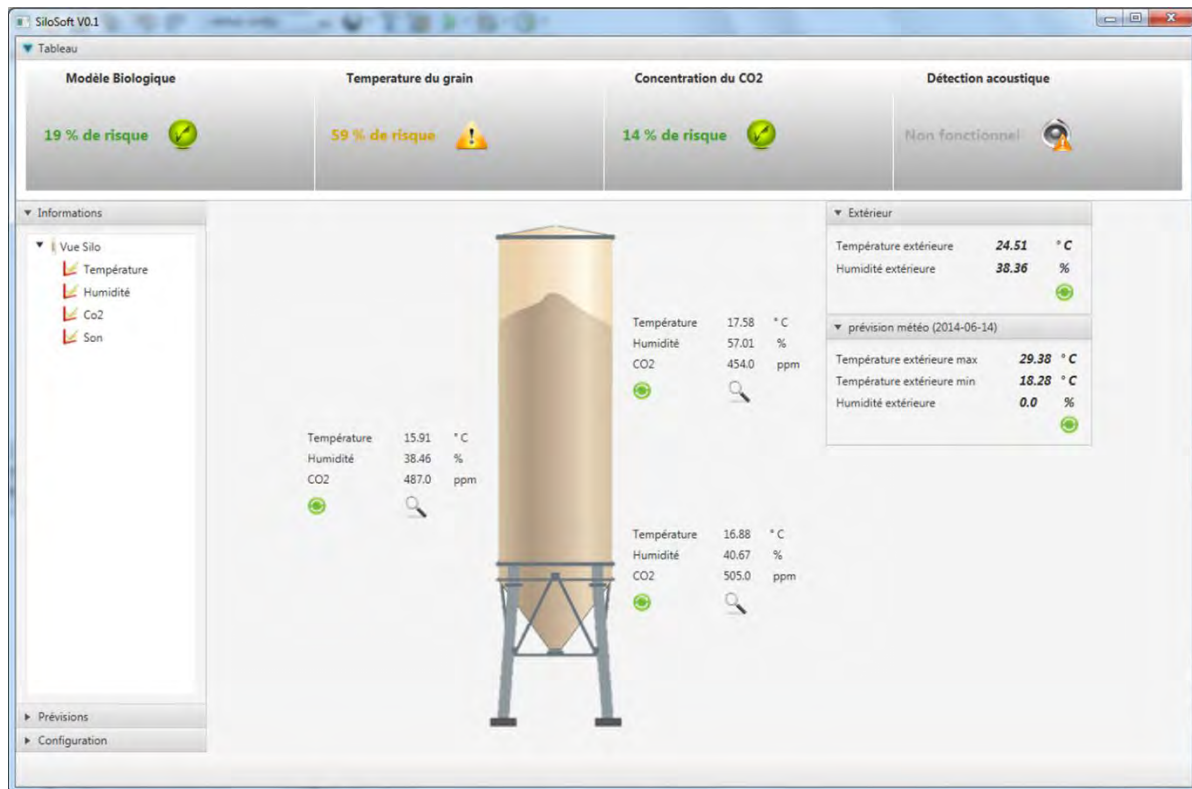 SiloSoft V0.1
Tableau
Modèle Biologique
Temperature du grain
Concentration du CO2
Détection acoustique
19 % de risque
59 % de risque
14 % de risque
Non fonctionnel
Informations
Vue Silo
Température
Humidité
Co2
Son
Prévisions
Configuration
Température 15.91 ° C
Humidité 38.46 %
CO2 487.0 ppm
Température 17.58 ° C
Humidité 57.01 %
CO2 454.0 ppm
Température 16.88 ° C
Humidité 40.67 %
CO2 505.0 ppm
Extérieur
Température extérieure 24.51 ° C
Humidité extérieure 38.36 %
prévision météo (2014-06-14)
Température extérieure max 29.38 ° C
Température extérieure min 18.28 ° C
Humidité extérieure 0.0 %